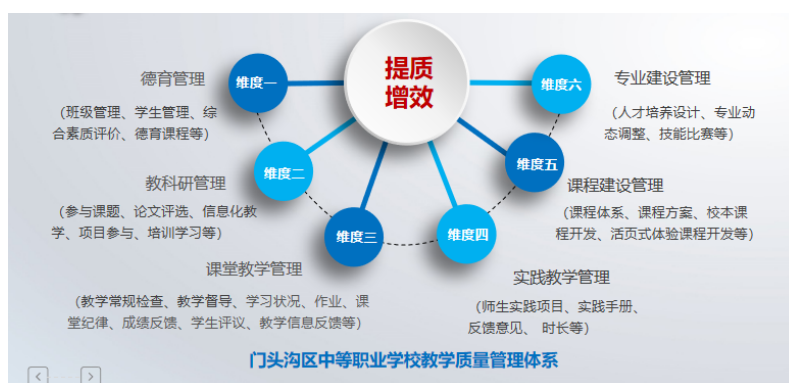 提质
增效
维度一
德育管理
（班级管理、学生管理、综
合素质评价、德育课程等）
维度二
教科研管理
（参与课题、论文评选、信息化教
学、项目参与、培训学习等）
维度三
课堂教学管理
（教学常规检查、教学督导、学习状况、作业、课
堂纪律、成绩反馈、学生评议、教学信息反馈等）
维度四
实践教学管理
（师生实践项目、实践手册、
反馈意见、 时长等）
维度五
课程建设管理
（课程体系、课程方案、校本课
程开发、活页式体验课程开发等）
维度六
专业建设管理
（人才培养设计、专业动
态调整、技能比赛等）
门头沟区中等职业学校教学质量管理体系